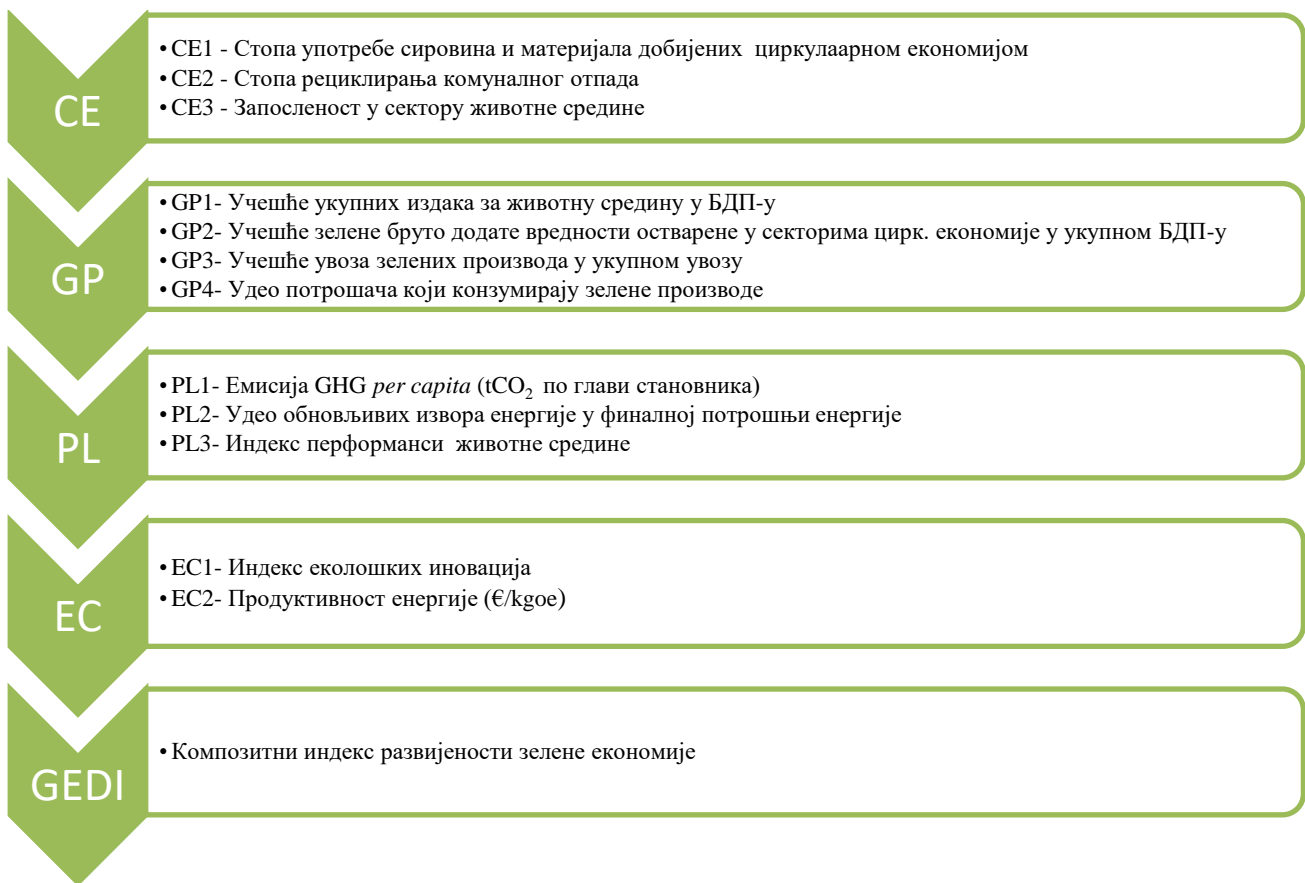 CE
• CE1 - Стопа употребе сировина и материјала добијених циркулаарном економијом
• CE2 - Стопа рециклирања комуналног отпада
• CE3 - Запосленост у сектору животне средине
GP
• GP1- Учешће укупних издака за животну средину у БДП-у
• GP2- Учешће зелене бруто додате вредности остварене у секторима цирк. економије у укупном БДП-у
• GP3- Учешће увоза зелених производа у укупном увозу
• GP4- Удео потрошача који конзумирају зелене производе
PL
• PL1- Емисија GHG per capita (tCO₂ по глави становника)
• PL2- Удео обновљивих извора енергије у финалној потрошњи енергије
• PL3- Индекс перформанси животне средине
EC
• EC1- Индекс еколошких иновација
• EC2- Продуктивност енергије (€/kgoe)
GEDI
• Композитни индекс развијености зелене економије